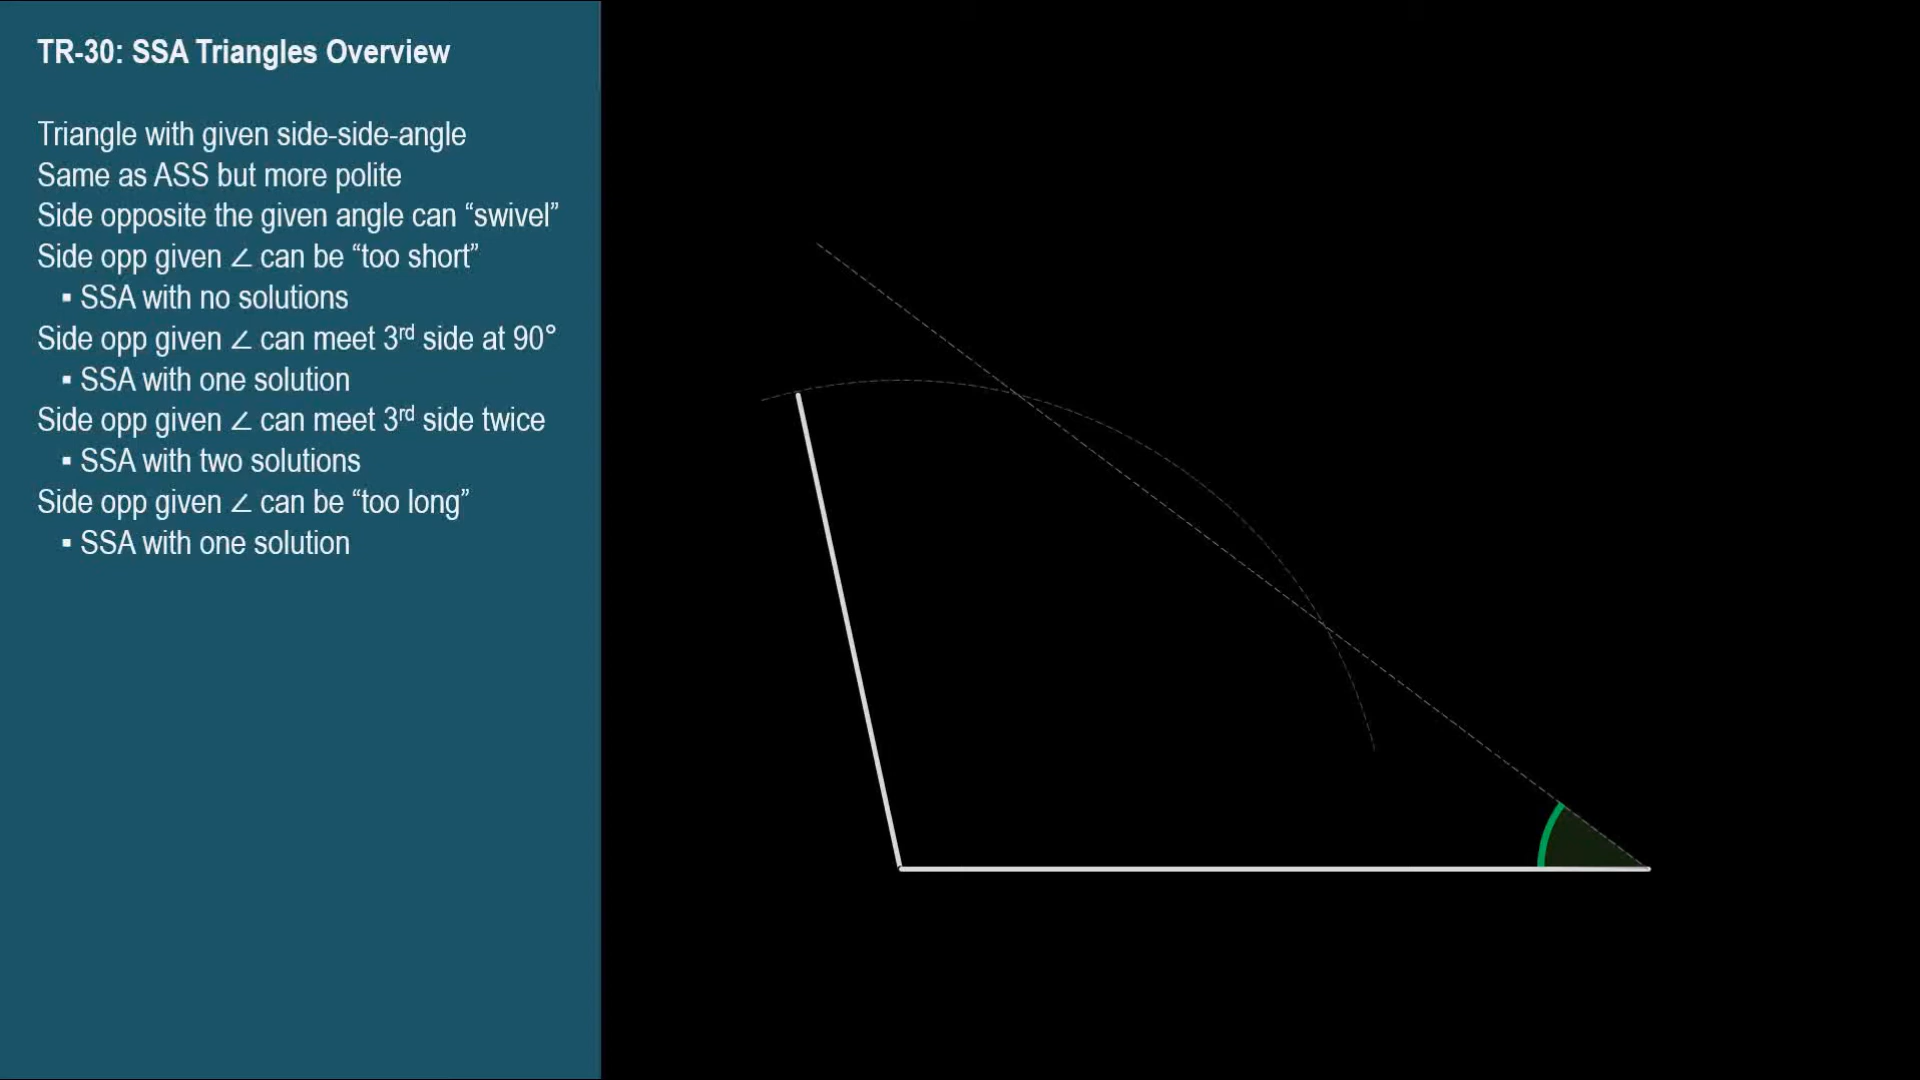 TR-30: SSA Triangles Overview
Triangle with given side-side-angle
Same as ASS but more polite
Side opposite the given angle can “swivel”
Side opp given ∠ can be “too short”
▪ SSA with no solutions
Side opp given ∠ can meet 3rd side at 90°
▪ SSA with one solution
Side opp given ∠ can meet 3rd side twice
▪ SSA with two solutions
Side opp given ∠ can be “too long”
▪ SSA with one solution